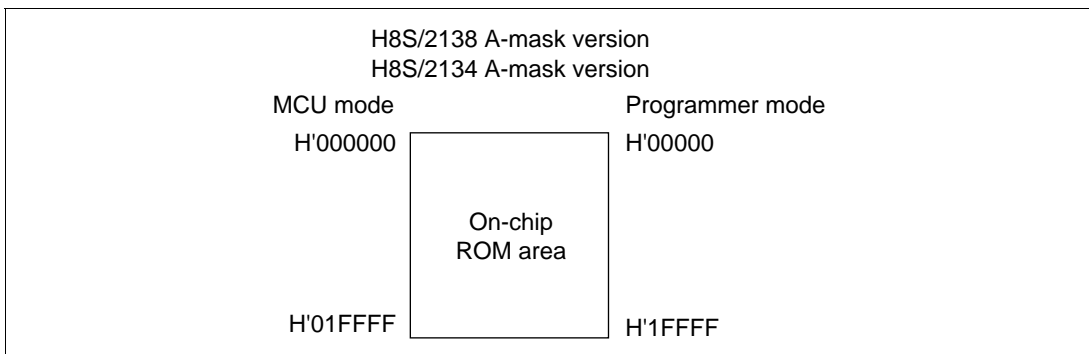 H8S/2138 A-mask version
H8S/2134 A-mask version
MCU mode Programmer mode
H'000000 H'00000
On-chip
ROM area
H'01FFFF H'1FFFF